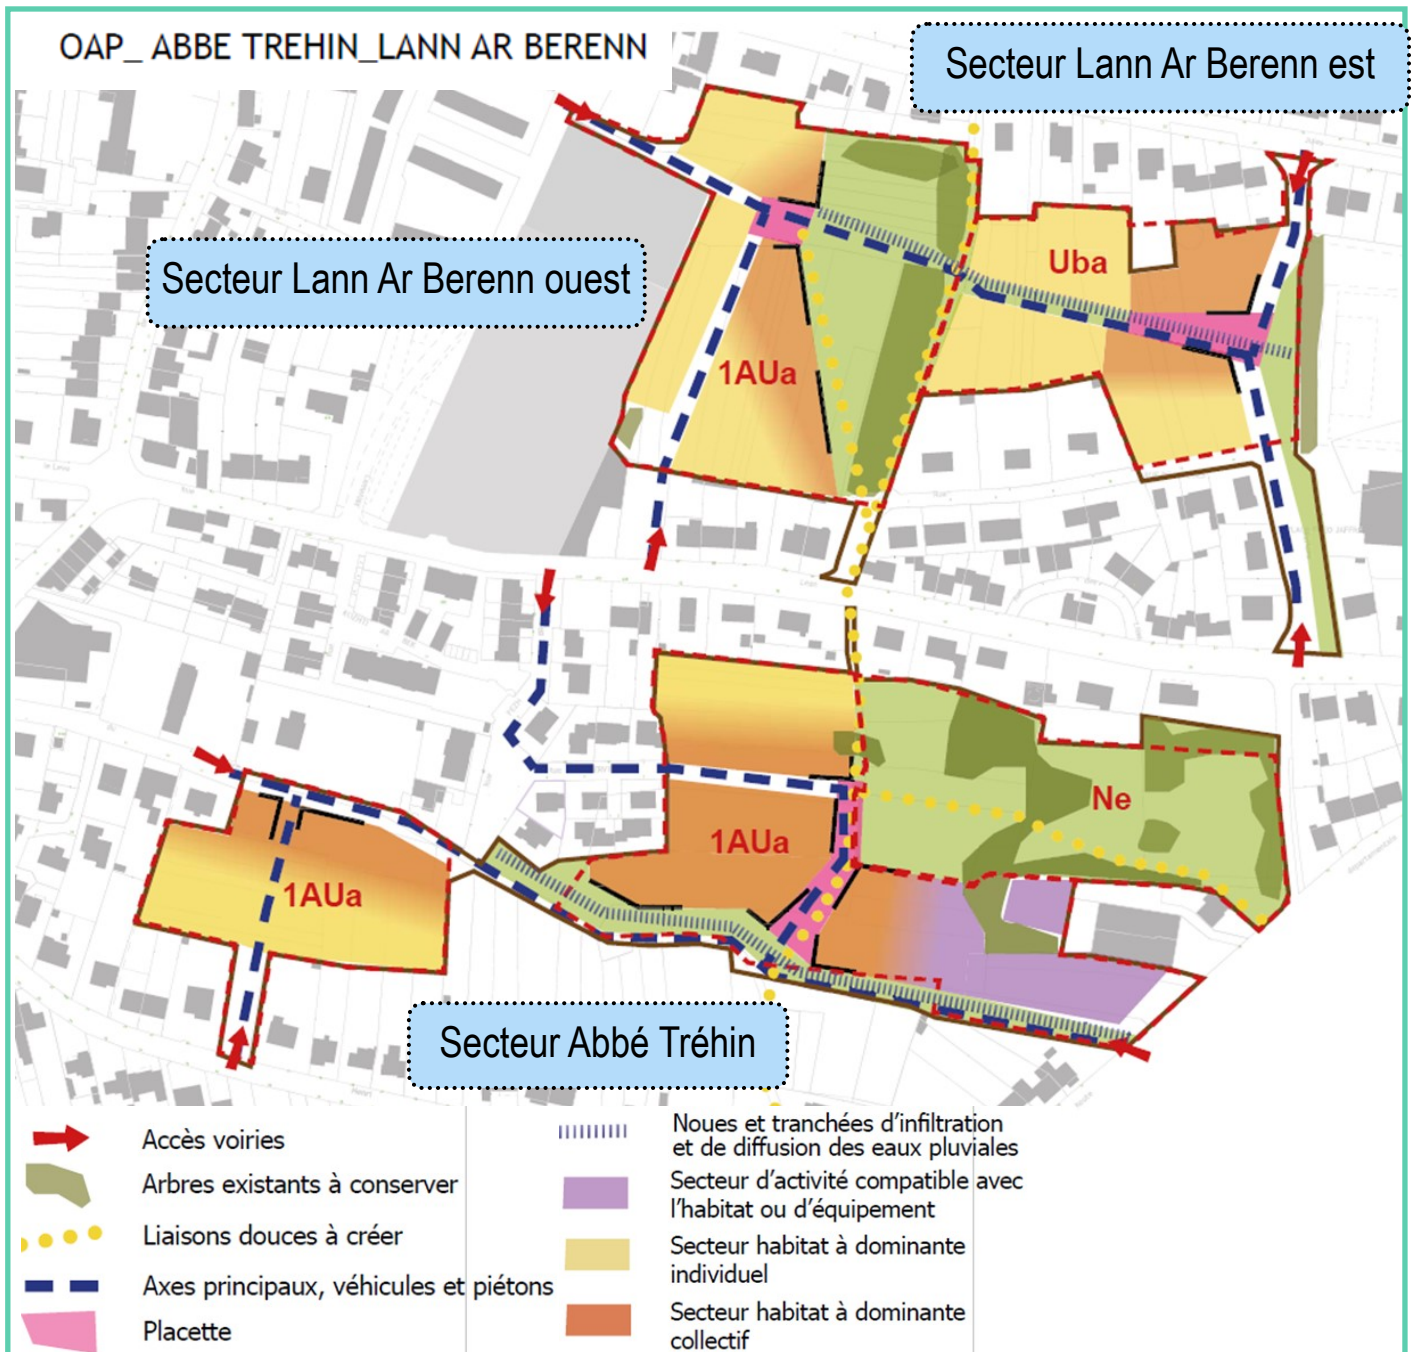 OAP_ ABBE TREHIN_LANN AR BERENN
Secteur Lann Ar Berenn est
Secteur Lann Ar Berenn ouest
Uba
1AUa
Ne
1AUa
1AUa
Secteur Abbé Tréhin
Accès voiries
Arbres existants à conserver
Liaisons douces à créer
Axes principaux, véhicules et piétons
Placette
Noues et tranchées d'infiltration
et de diffusion des eaux pluviales
Secteur d'activité compatible avec
l'habitat ou d'équipement
Secteur habitat à dominante
individuel
Secteur habitat à dominante
collectif